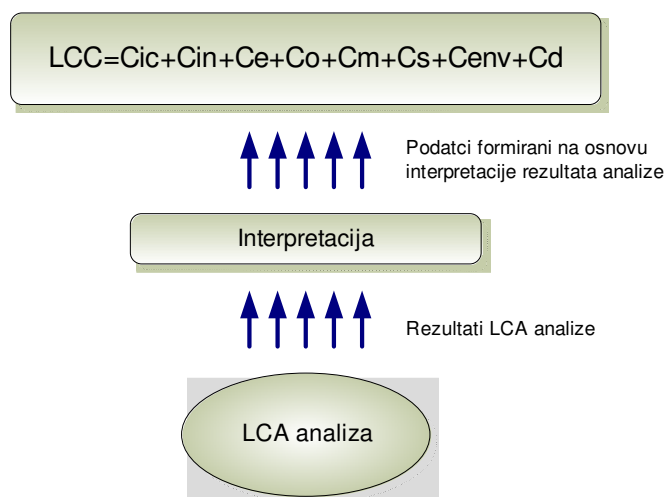 LCC=Cic+Cin+Ce+Co+Cm+Cs+Cenv+Cd
Podatci formirani na osnovu
interpretacije rezultata analize
Interpretacija
Rezultati LCA analize
LCA analiza